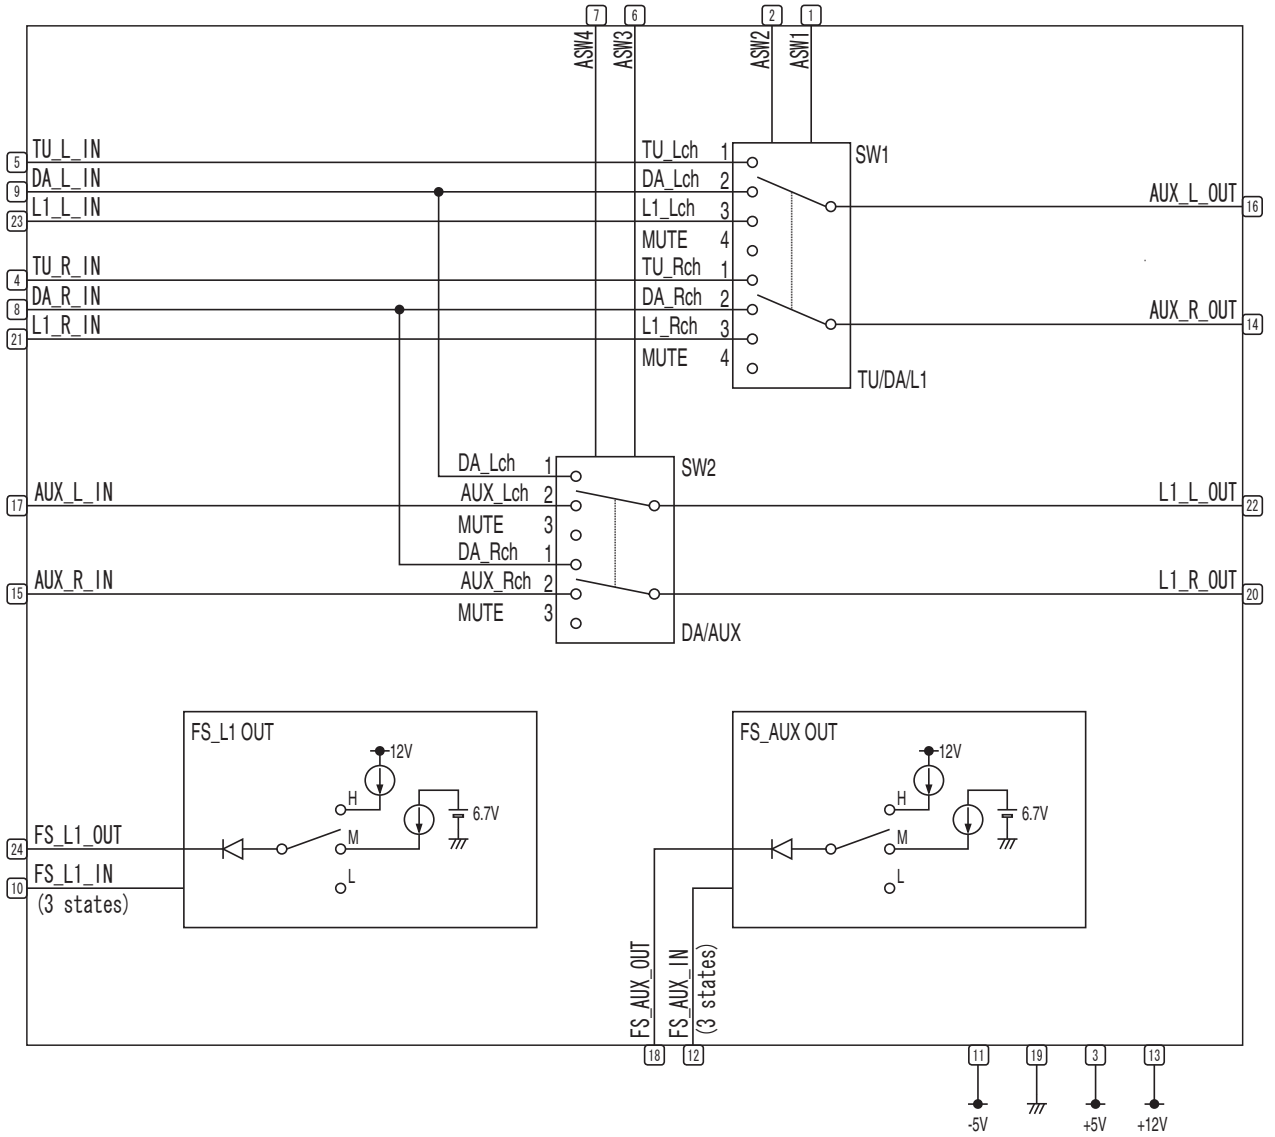 7 6 2 1
ASW4 ASW3 ASW2 ASW1
5 TU_L_IN TU_Lch 1 SW1
9 DA_L_IN DA_Lch 2
AUX_L_OUT 16
23 L1_L_IN L1_Lch 3
MUTE 4
4 TU_R_IN TU_Rch 1
8 DA_R_IN DA_Rch 2
AUX_R_OUT 14
21 L1_R_IN L1_Rch 3
MUTE 4
TU/DA/L1
DA_Lch 1 SW2
17 AUX_L_IN AUX_Lch 2 L1_L_OUT 22
MUTE 3
DA_Rch 1
15 AUX_R_IN AUX_Rch 2 L1_R_OUT 20
MUTE 3
DA/AUX
FS_L1 OUT
12V
H
6.7V
M
L
24 FS_L1_OUT
10 FS_L1_IN
(3 states)
FS_AUX OUT
12V
H
6.7V
M
L
FS_AUX_OUT
FS_AUX_IN
(3 states)
18 12 11 19 3 13
-5V +5V +12V